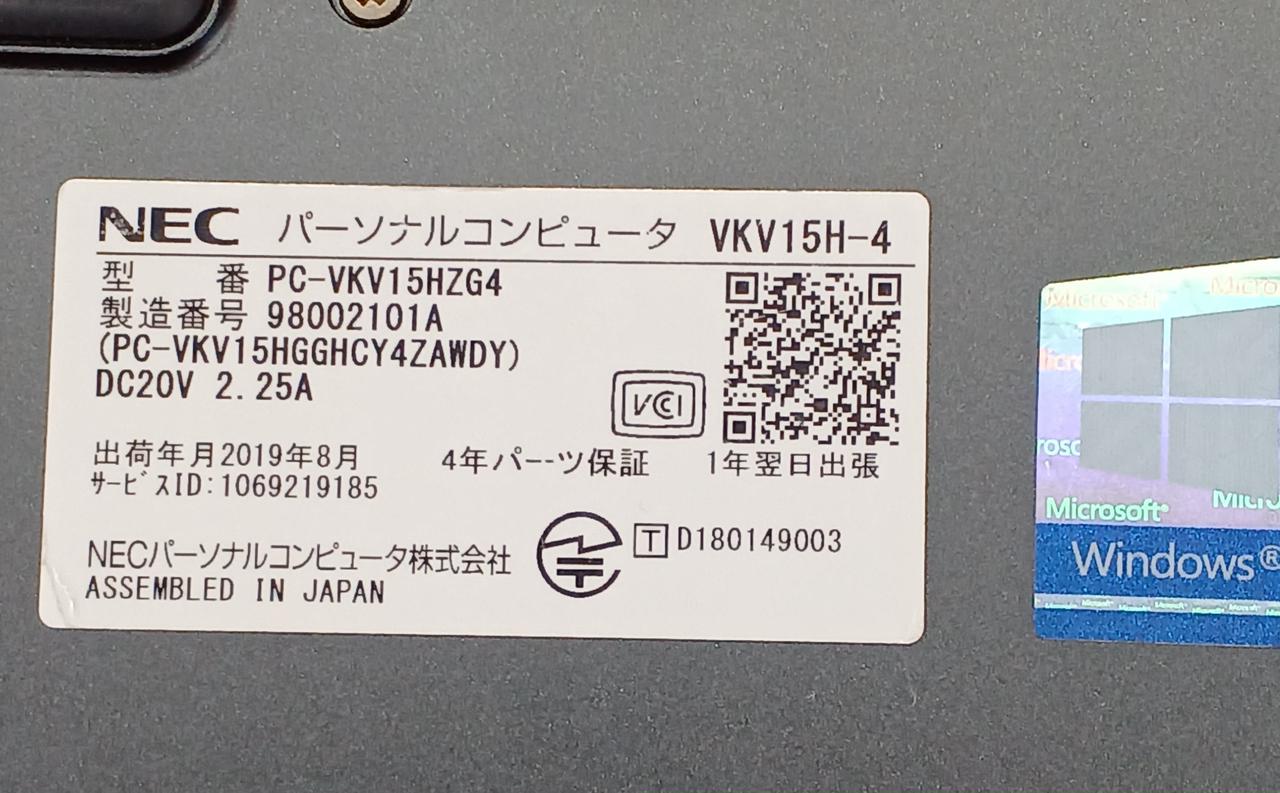 NEC パーソナルコンピュータ VKV15H-4
型 番 PC-VKV15HZG4
製造番号 98002101A
(PC-VKV15HGGHCY4ZAWDY)
DC20V 2.25A
VCCI
出荷年月2019年8月 4年パーツ保証 1年翌日出張
サービスID:1069219185
T D180149003
NECパーソナルコンピュータ株式会社
ASSEMBLED IN JAPAN
Microsoft
Microsoft
Windows®